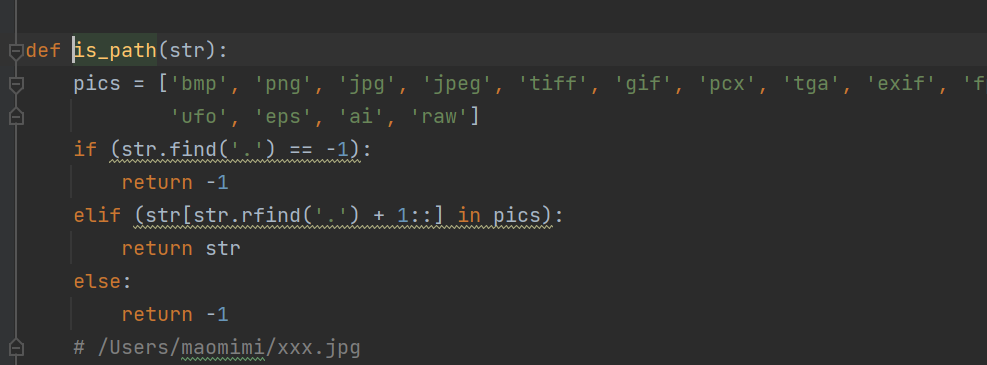 def is_path(str):
    pics = ['bmp', 'png', 'jpg', 'jpeg', 'tiff', 'gif', 'pcx', 'tga', 'exif', 'f
            'ufo', 'eps', 'ai', 'raw']
    if (str.find('.') == -1):
        return -1
    elif (str[str.rfind('.') + 1::] in pics):
        return str
    else:
        return -1
    # /Users/maomimi/xxx.jpg